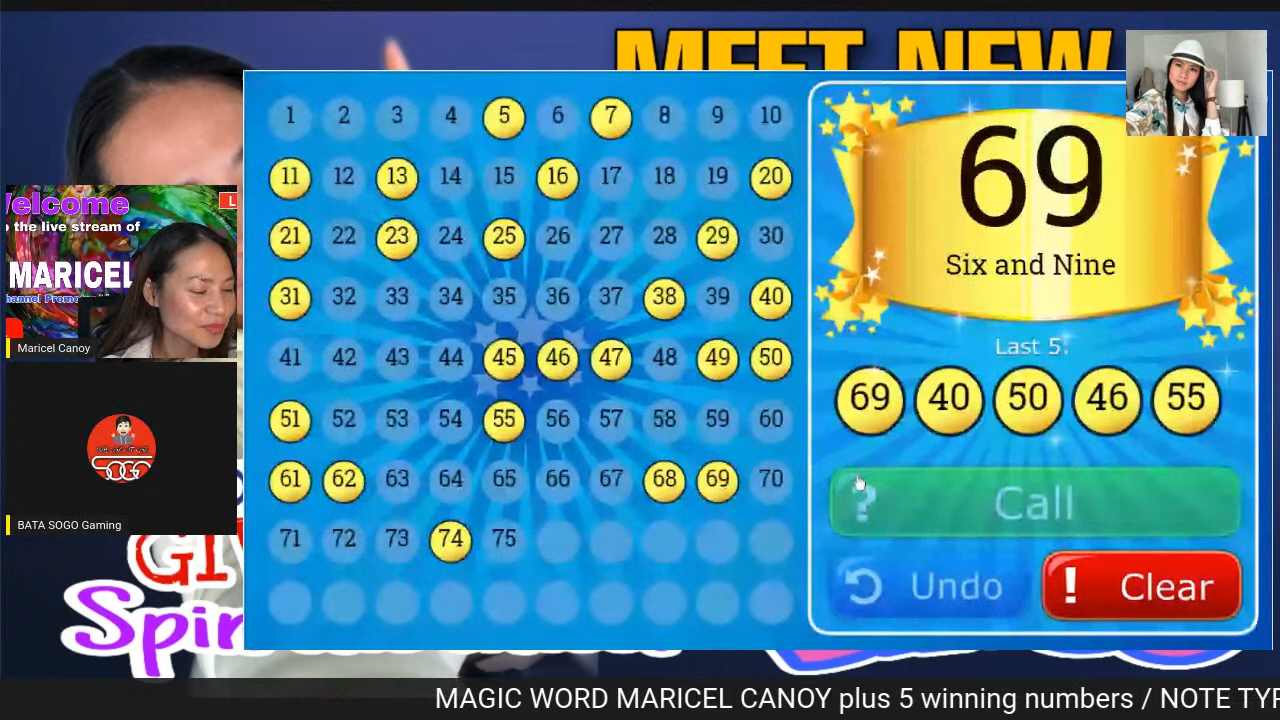 MEET NEW
1 2 3 4 5 6 7 8 9 10
11 12 13 14 15 16 17 18 19 20
21 22 23 24 25 26 27 28 29 30
31 32 33 34 35 36 37 38 39 40
41 42 43 44 45 46 47 48 49 50
51 52 53 54 55 56 57 58 59 60
61 62 63 64 65 66 67 68 69 70
71 72 73 74 75
69
Six and Nine
Last 5:
69 40 50 46 55
? Call
Undo
! Clear
Welcome
L
the live stream of
MARICEL
Maricel Canoy
SOGO
BATA SOGO Gaming
GI
Spin
MAGIC WORD MARICEL CANOY plus 5 winning numbers / NOTE TYP